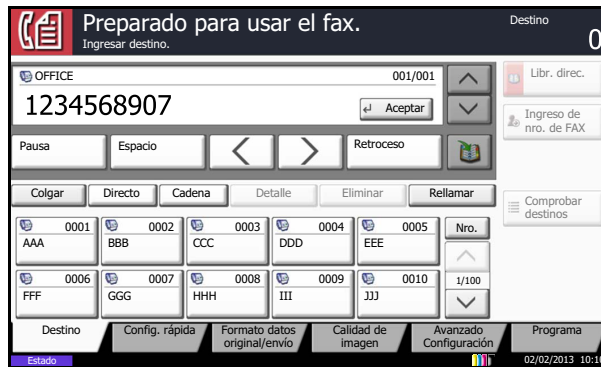 Preparado para usar el fax.
Ingresar destino.
Destino
0
OFFICE
001/001
1234568907
Aceptar
Pausa
Espacio
Retroceso
Libr. direc.
Ingreso de
nro. de FAX
Comprobar
destinos
Colgar
Directo
Cadena
Detalle
Eliminar
Rellamar
0001
AAA
0002
BBB
0003
CCC
0004
DDD
0005
EEE
Nro.
0006
FFF
0007
GGG
0008
HHH
0009
III
0010
JJJ
1/100
Destino
Config. rápida
Formato datos
original/envío
Calidad de
imagen
Avanzado
Configuración
Programa
Estado
02/02/2013 10:10